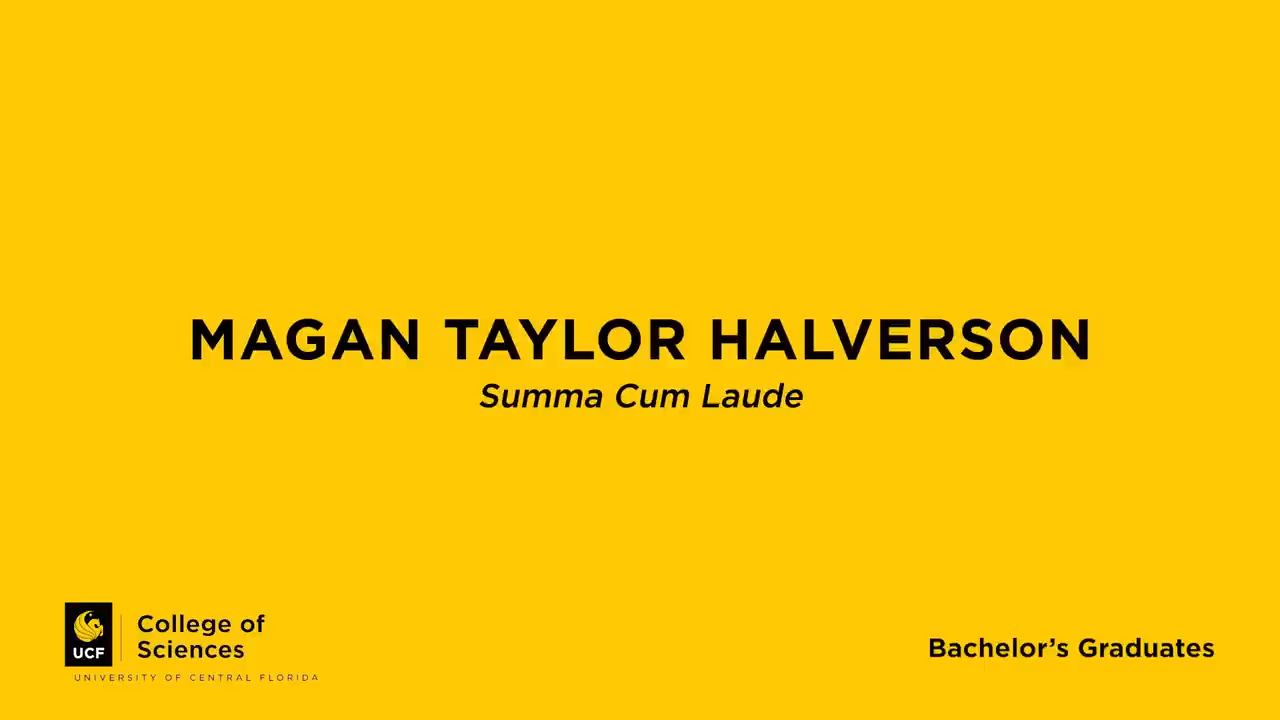 MAGAN TAYLOR HALVERSON
Summa Cum Laude
UCF
College of
Sciences
UNIVERSITY OF CENTRAL FLORIDA
Bachelor’s Graduates